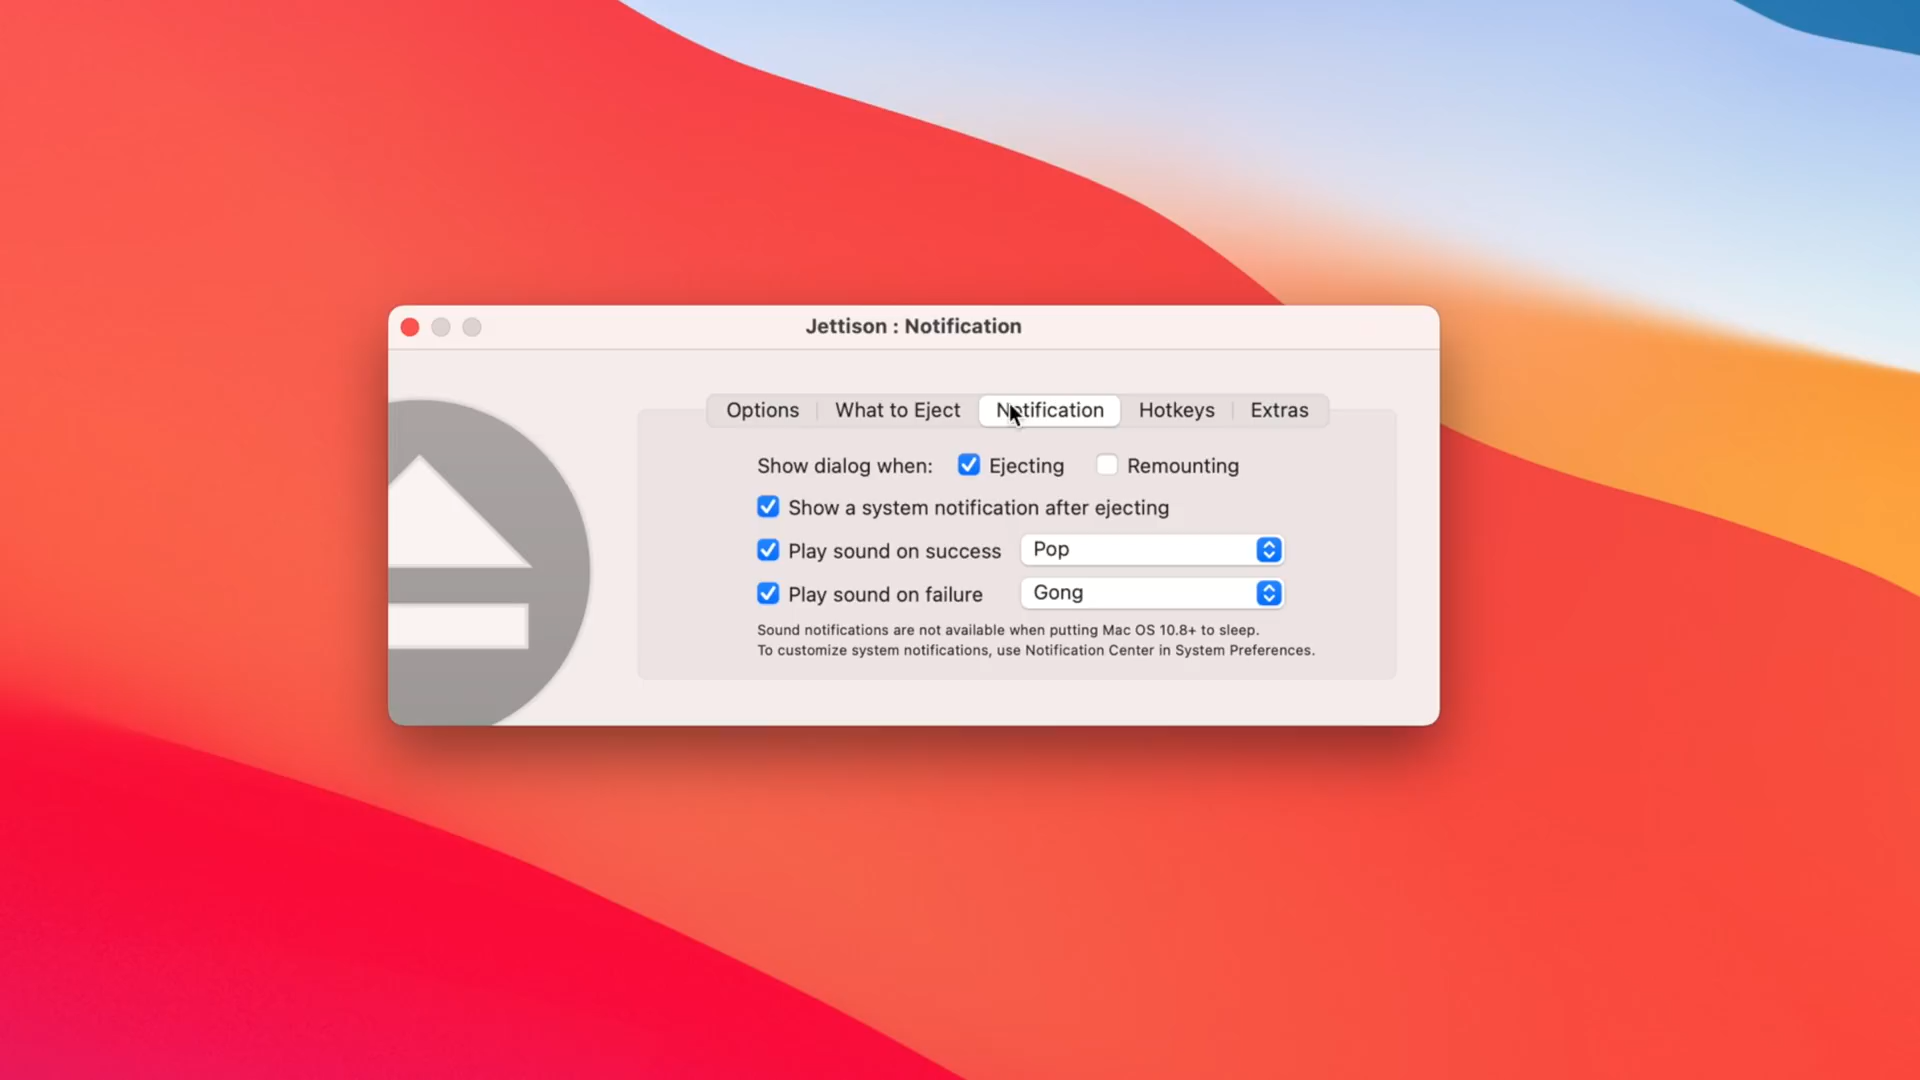 Jettison : Notification
Options What to Eject Notification Hotkeys Extras
Show dialog when: Ejecting Remounting
Show a system notification after ejecting
Play sound on success Pop
Play sound on failure Gong
Sound notifications are not available when putting Mac OS 10.8+ to sleep.
To customize system notifications, use Notification Center in System Preferences.